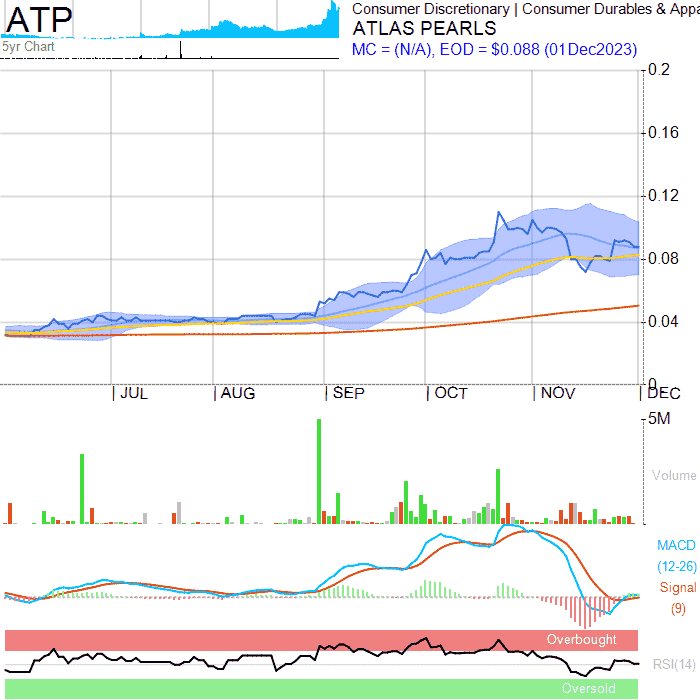 ATP
5yr Chart
Consumer Discretionary | Consumer Durables & Appa
ATLAS PEARLS
MC = (N/A), EOD = $0.088 (01Dec2023)
0.2
0.16
0.12
0.08
0.04
0
JUL AUG SEP OCT NOV DEC
5M
Volume
MACD
(12-26)
Signal
(9)
Overbought
RSI(14)
Oversold